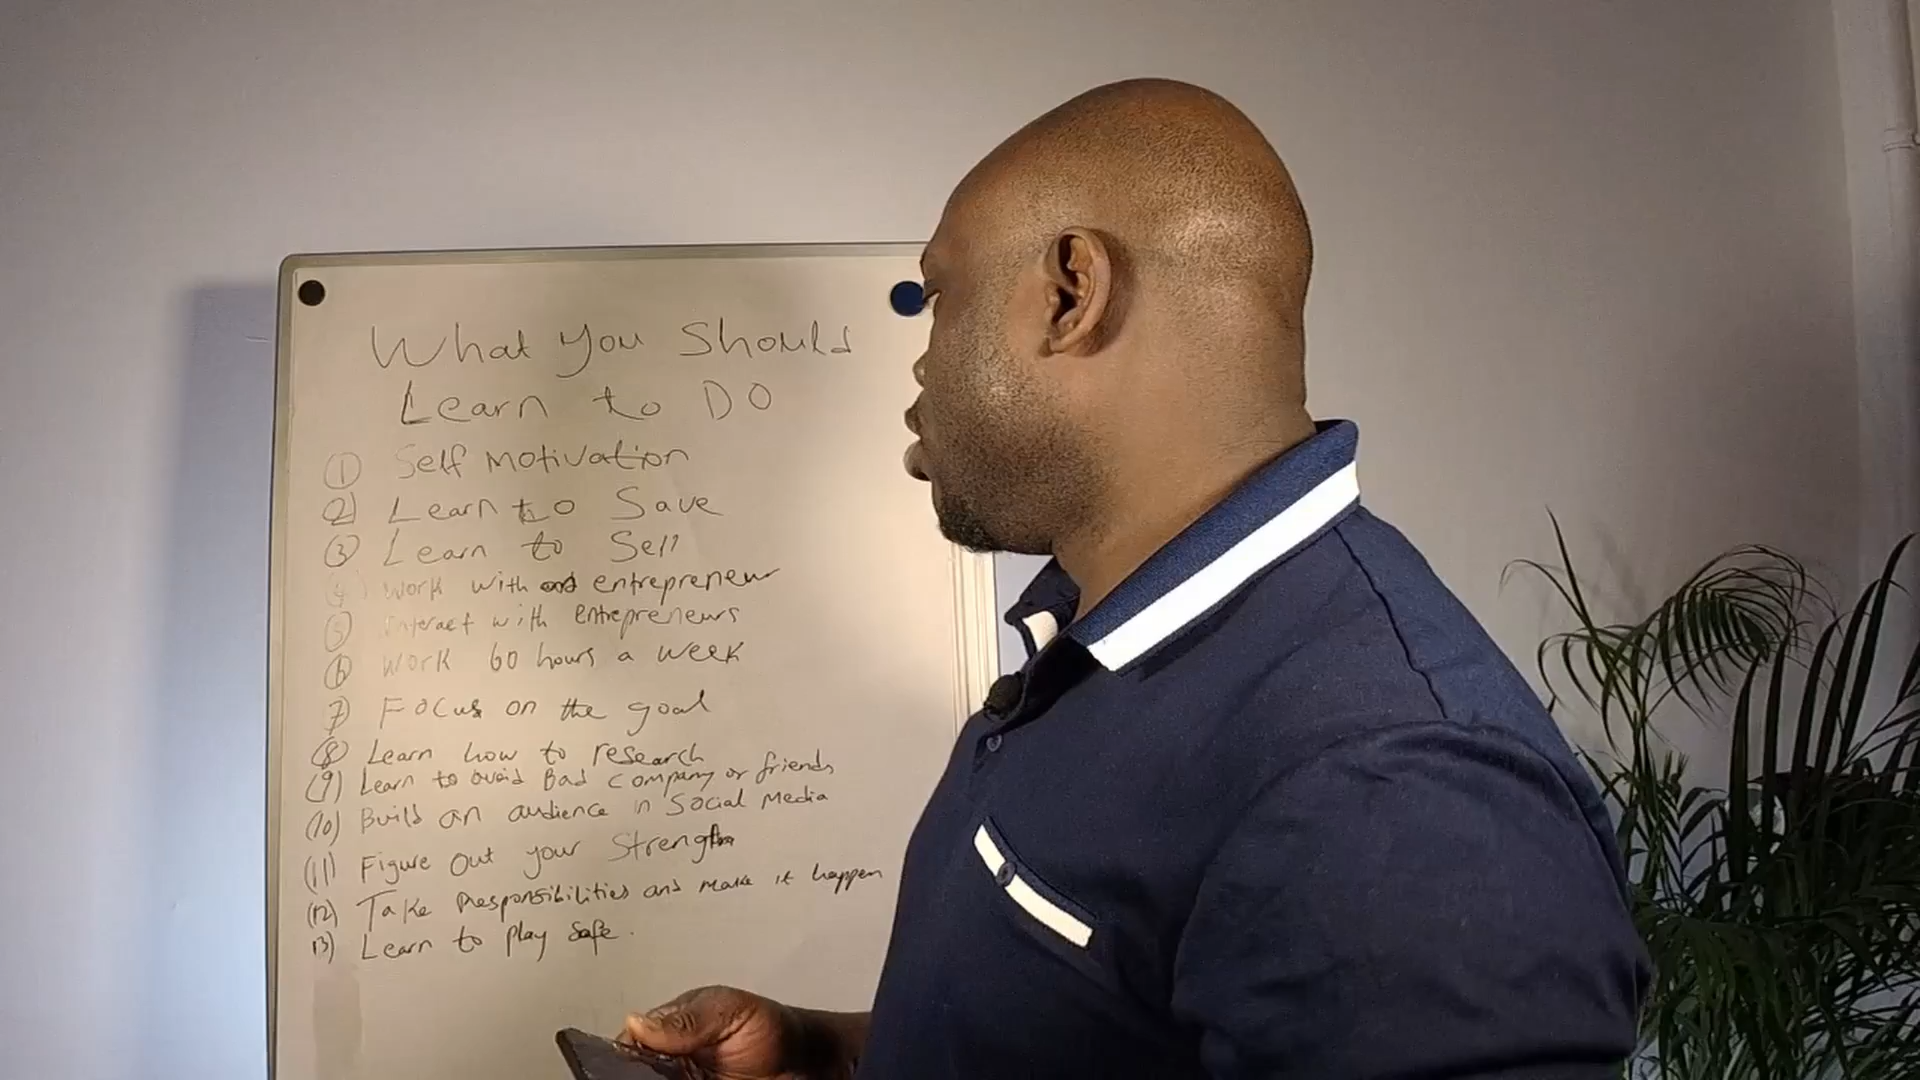 What You Should
Learn to DO
① Self Motivation
② Learn to Save
③ Learn to Sell
④ Work with entrepreneur
⑤ Interact with entrepreneurs
⑥ Work 60 hours a week
⑦ Focus on the goal
⑧ Learn how to research
(9) Learn to avoid Bad company or friends
(10) Build an audience in Social Media
(11) Figure Out your Strength
(12) Take Responsibilities and make it happen
13) Learn to play safe.